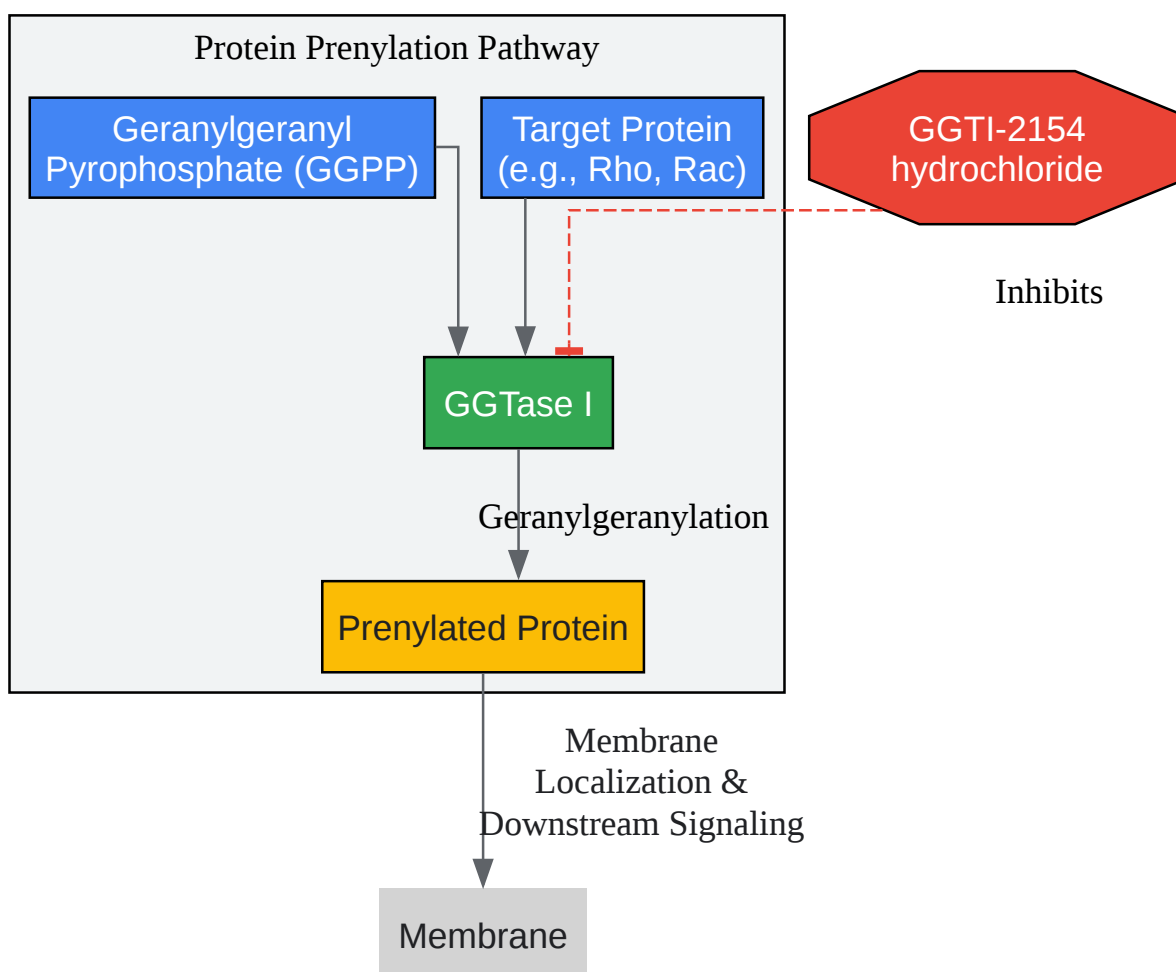 Protein Prenylation Pathway
Geranylgeranyl
Pyrophosphate (GGPP)
Target Protein
(e.g., Rho, Rac)
GGTI-2154
hydrochloride
Inhibits
GGTase I
Geranylgeranylation
Prenylated Protein
Membrane
Localization &
Downstream Signaling
Membrane